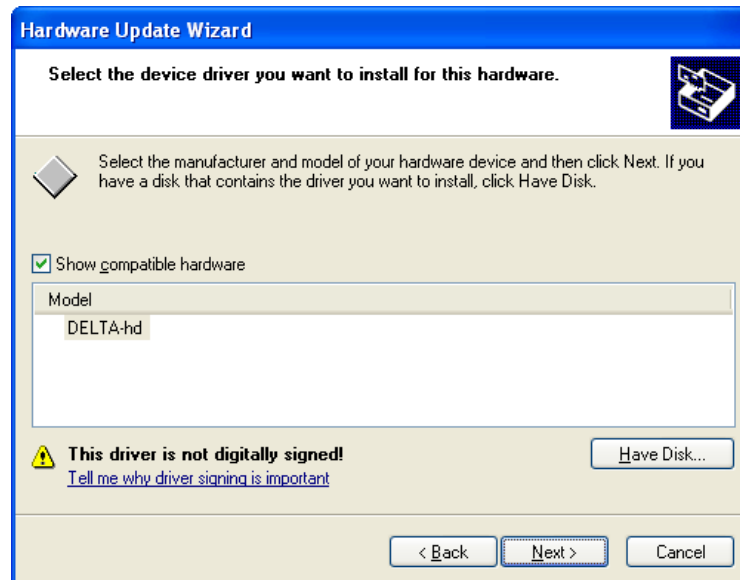 Hardware Update Wizard
Select the device driver you want to install for this hardware.
Select the manufacturer and model of your hardware device and then click Next. If you
have a disk that contains the driver you want to install, click Have Disk.
Show compatible hardware
Model
DELTA-hd
This driver is not digitally signed!
Have Disk...
Tell me why driver signing is important
< Back
Next >
Cancel